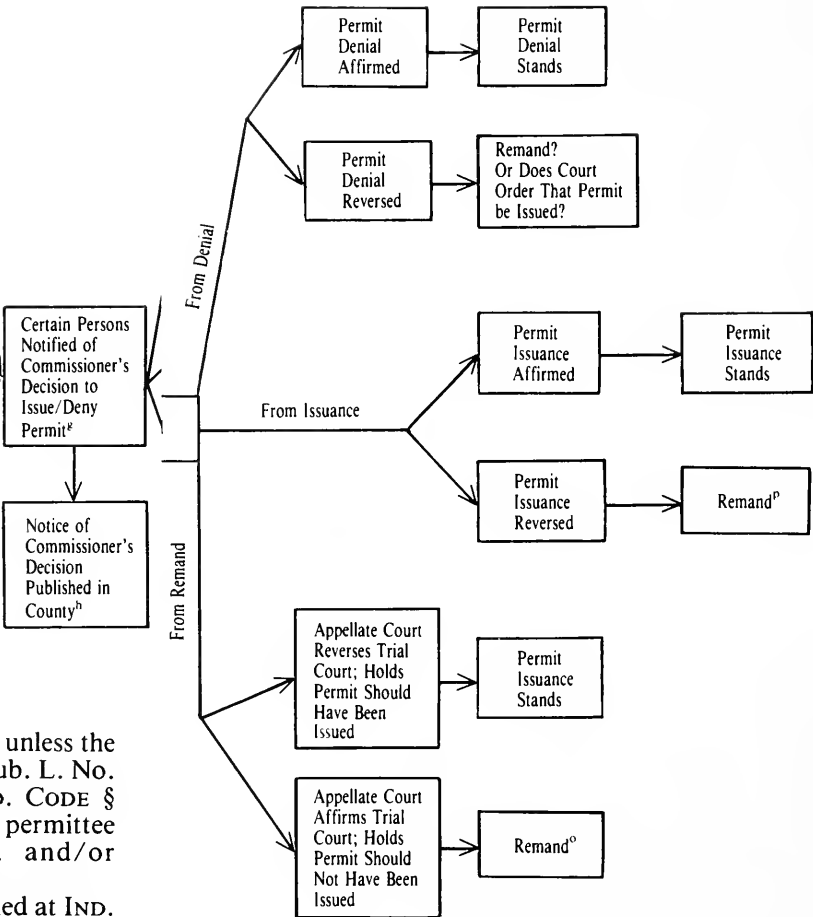 Permit
Denial
Affirmed
Permit
Denial
Stands
Permit
Denial
Reversed
Remand?
Or Does Court
Order That Permit
be Issued?
From Denial
Certain Persons
Notified of
Commissioner's
Decision to
Issue/Deny
Permitᵍ
From Issuance
Permit
Issuance
Affirmed
Permit
Issuance
Stands
Permit
Issuance
Reversed
Remandᵖ
Notice of
Commissioner's
Decision
Published in
Countyʰ
From Remand
Appellate Court
Reverses Trial
Court; Holds
Permit Should
Have Been
Issued
Permit
Issuance
Stands
Appellate Court
Affirms Trial
Court; Holds
Permit Should
Not Have Been
Issued
Remandᵒ
unless the
ub. L. No.
CODE §
permittee
and/or
ed at IND.